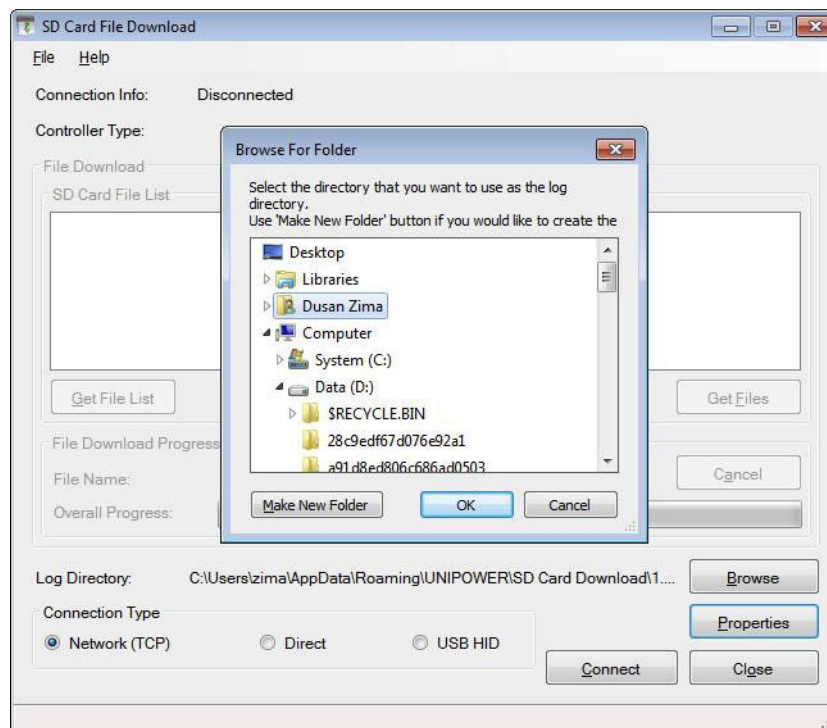 SD Card File Download
File Help
Connection Info: Disconnected
Controller Type:
File Download
SD Card File List
Browse For Folder
Select the directory that you want to use as the log
directory.
Use 'Make New Folder' button if you would like to create the
Desktop
Libraries
Dusan Zima
Computer
System (C:)
Data (D:)
$RECYCLE.BIN
28c9edf67d076e92a1
a91d8ed806c686ad0503
Make New Folder OK Cancel
Get File List Get Files
File Download Progress
File Name: Cancel
Overall Progress:
Log Directory: C:\Users\zima\AppData\Roaming\UNIPOWER\SD Card Download\1.... Browse
Connection Type Properties
Network (TCP) Direct USB HID
Connect Close